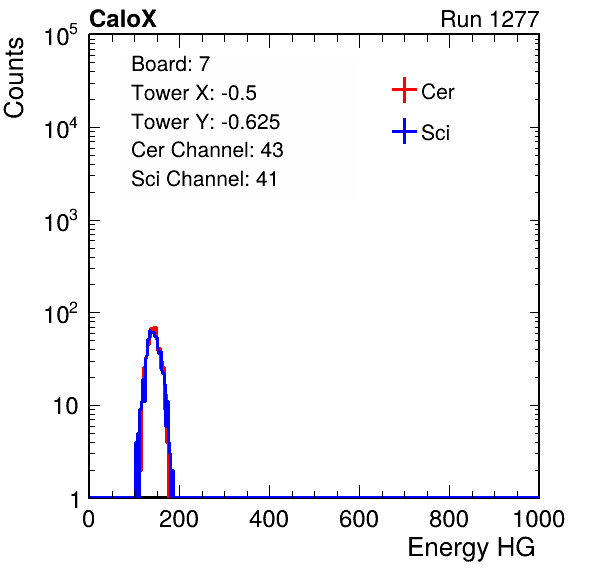 CaloX Run 1277
Counts
10^5
10^4
10^3
10^2
10
1
Board: 7
Tower X: -0.5
Tower Y: -0.625
Cer Channel: 43
Sci Channel: 41
Cer
Sci
0 200 400 600 800 1000
Energy HG